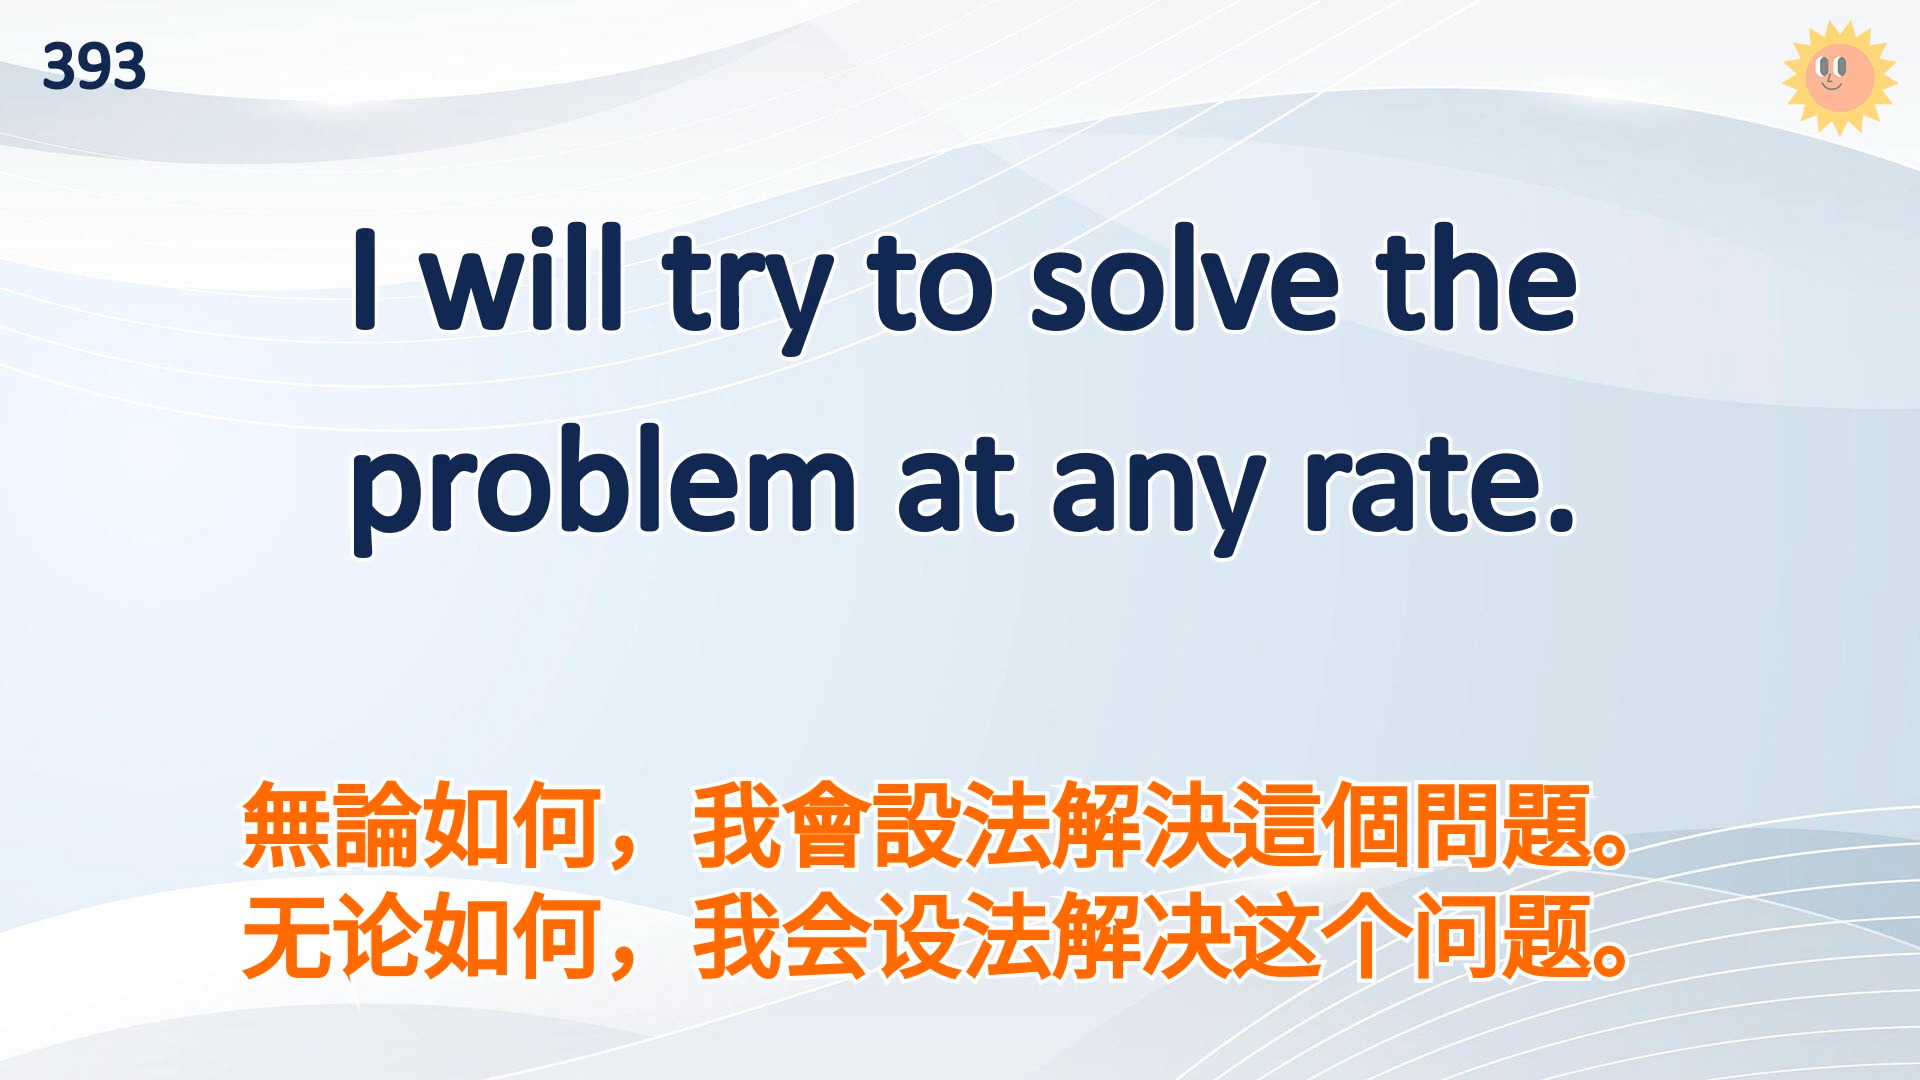 393
I will try to solve the
problem at any rate.
無論如何，我會設法解決這個問題。
无论如何，我会设法解决这个问题。